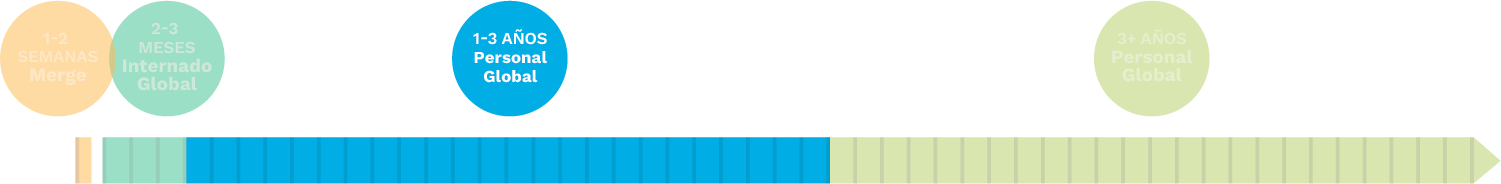 1-2
SEMANAS
Merge
2-3
MESES
Internado
Global
1-3 AÑOS
Personal
Global
3+ AÑOS
Personal
Global